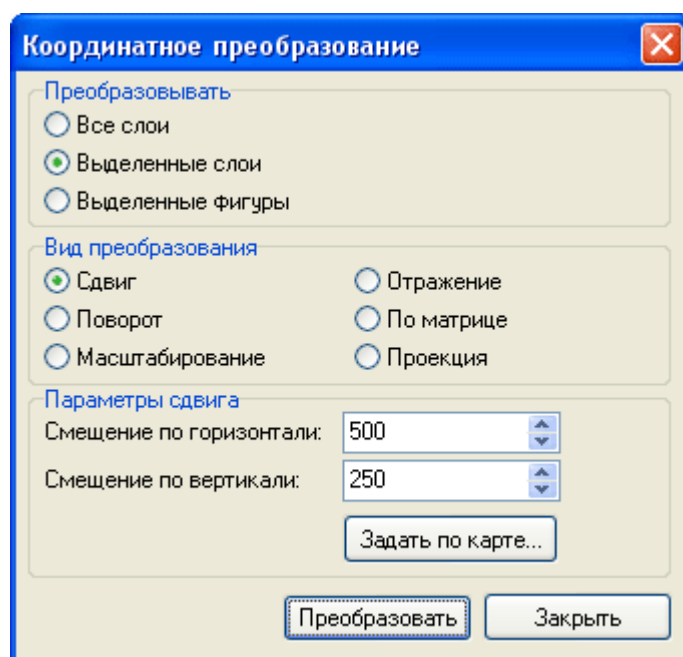 Координатное преобразование
Преобразовывать
Все слои
Выделенные слои
Выделенные фигуры
Вид преобразования
Сдвиг
Отражение
Поворот
По матрице
Масштабирование
Проекция
Параметры сдвига
Смещение по горизонтали: 500
Смещение по вертикали: 250
Задать по карте...
Преобразовать Закрыть